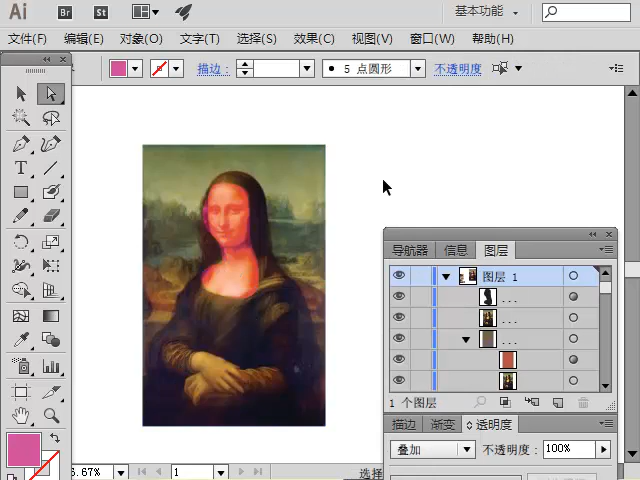 Ai Br St 基本功能
文件(F) 编辑(E) 对象(O) 文字(T) 选择(S) 效果(C) 视图(V) 窗口(W) 帮助(H)
描边: 5 点圆形 不透明度
导航器 信息 图层
图层 1
...
...
...
1 个图层
描边 渐变 透明度
叠加 不透明度: 100%
6.67% 1 选择